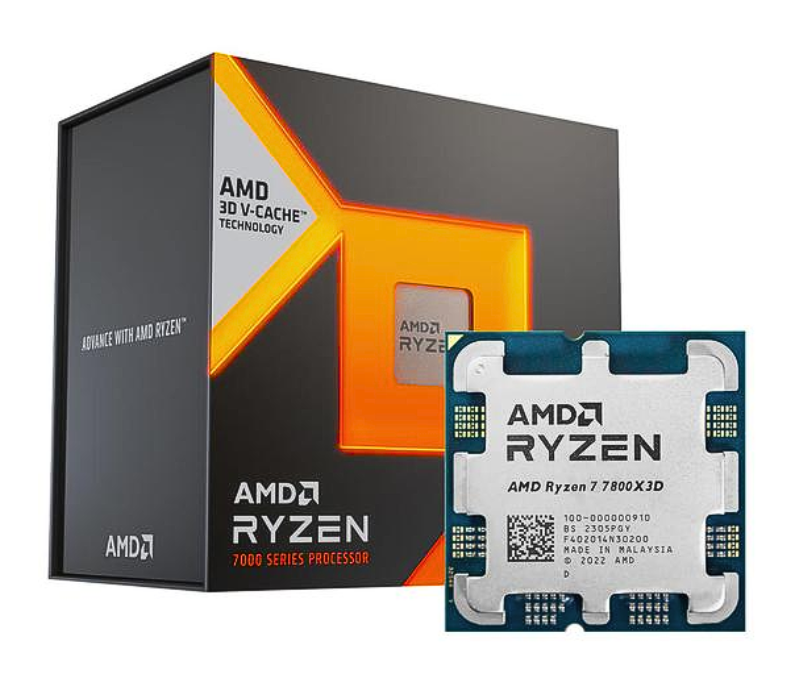 AMD
3D V-CACHE™
TECHNOLOGY
ADVANCE WITH AMD RYZEN™
AMD
AMD
RYZE
AMD
RYZEN
7000 SERIES PROCESSOR
AMD
RYZEN
AMD Ryzen 7 7800X3D
100-000000910
BS 2305PGY
F402014N30200
MADE IN MALAYSIA
© 2022 AMD
D